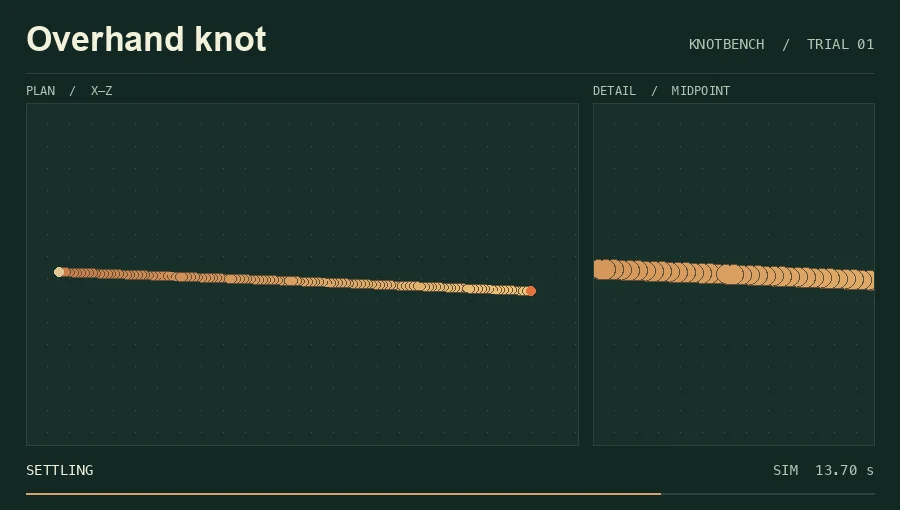 Overhand knot
KNOTBENCH / TRIAL 01
PLAN / X—Z
DETAIL / MIDPOINT
SETTLING
SIM 13.70 s